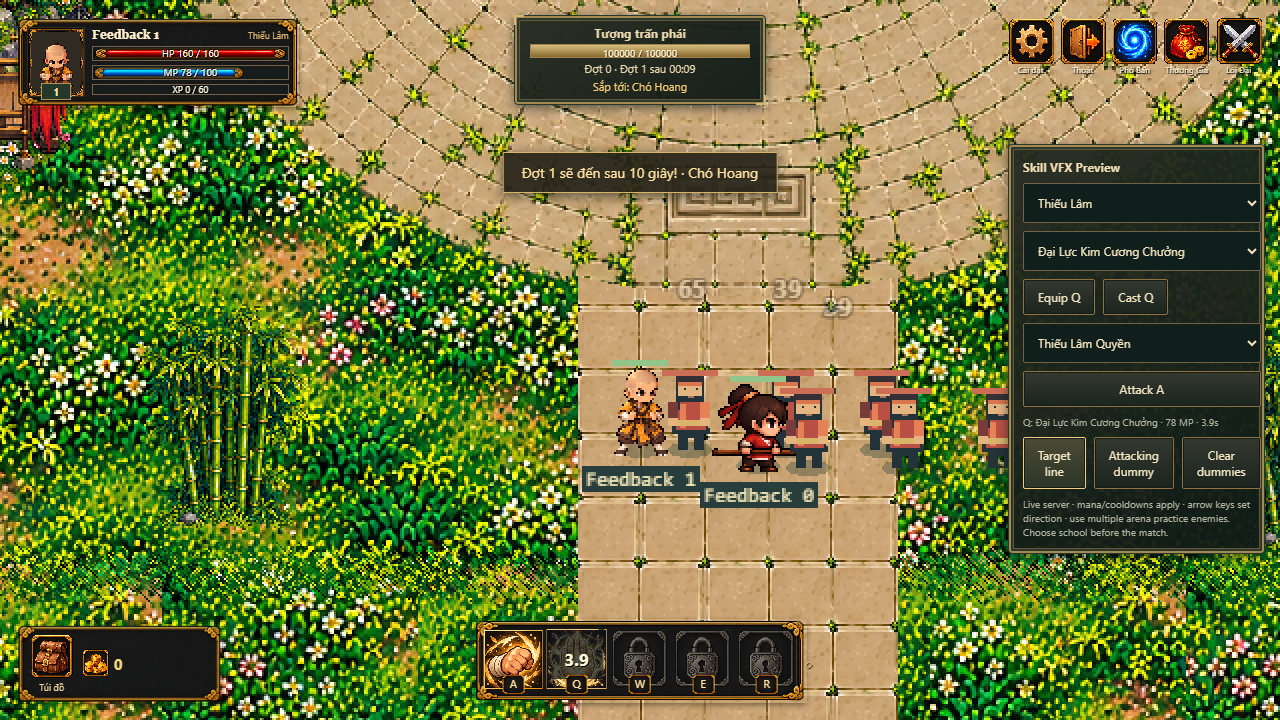 Feedback 1
Thiếu Lâm
HP 160 / 160
MP 78 / 100
1
XP 0 / 60
Tượng trấn phái
100000 / 100000
Đợt 0 · Đợt 1 sau 00:09
Sắp tới: Chó Hoang
Cài đặt
Thoát
Phó Bản
Thương Gia
Lôi Đài
Đợt 1 sẽ đến sau 10 giây! · Chó Hoang
Skill VFX Preview
Thiếu Lâm
Đại Lực Kim Cương Chưởng
Equip Q
Cast Q
Thiếu Lâm Quyền
Attack A
Q: Đại Lực Kim Cương Chưởng · 78 MP · 3.9s
Target line
Attacking dummy
Clear dummies
Live server · mana/cooldowns apply · arrow keys set
direction · use multiple arena practice enemies.
Choose school before the match.
65
39
29
Feedback 1
Feedback 0
0
Túi đồ
A
3.9
Q
W
E
R